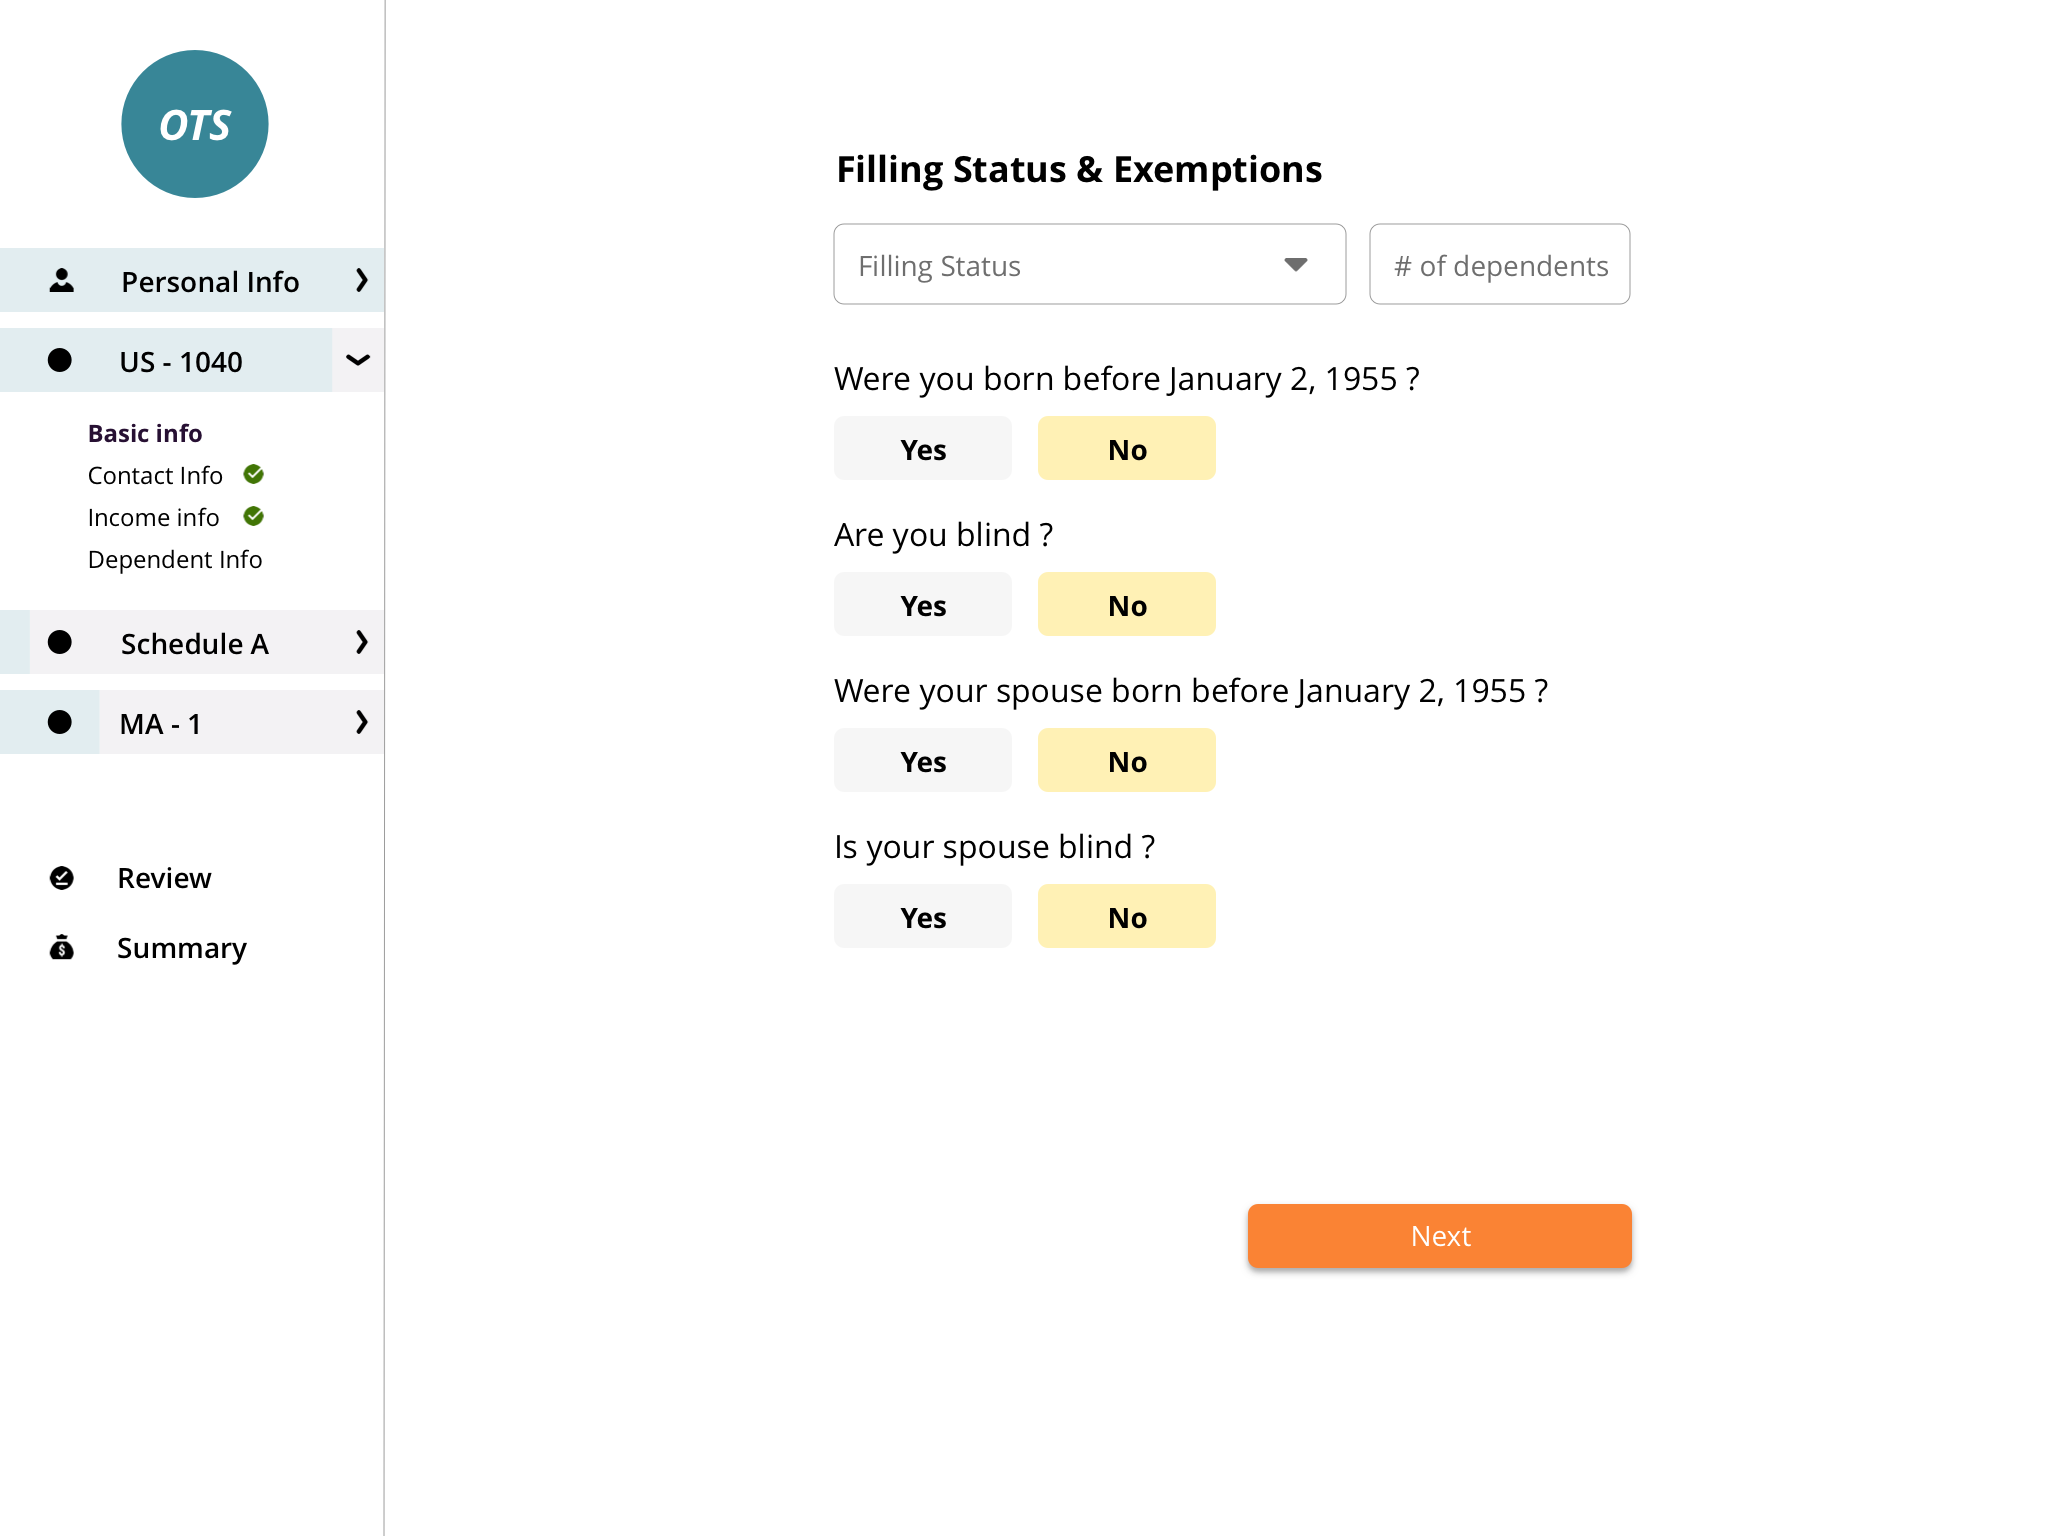 OTS
Personal Info
US - 1040
Basic info
Contact Info
Income info
Dependent Info
Schedule A
MA - 1
Review
Summary
Filling Status & Exemptions
Filling Status
# of dependents
Were you born before January 2, 1955 ?
Yes No
Are you blind ?
Yes No
Were your spouse born before January 2, 1955 ?
Yes No
Is your spouse blind ?
Yes No
Next